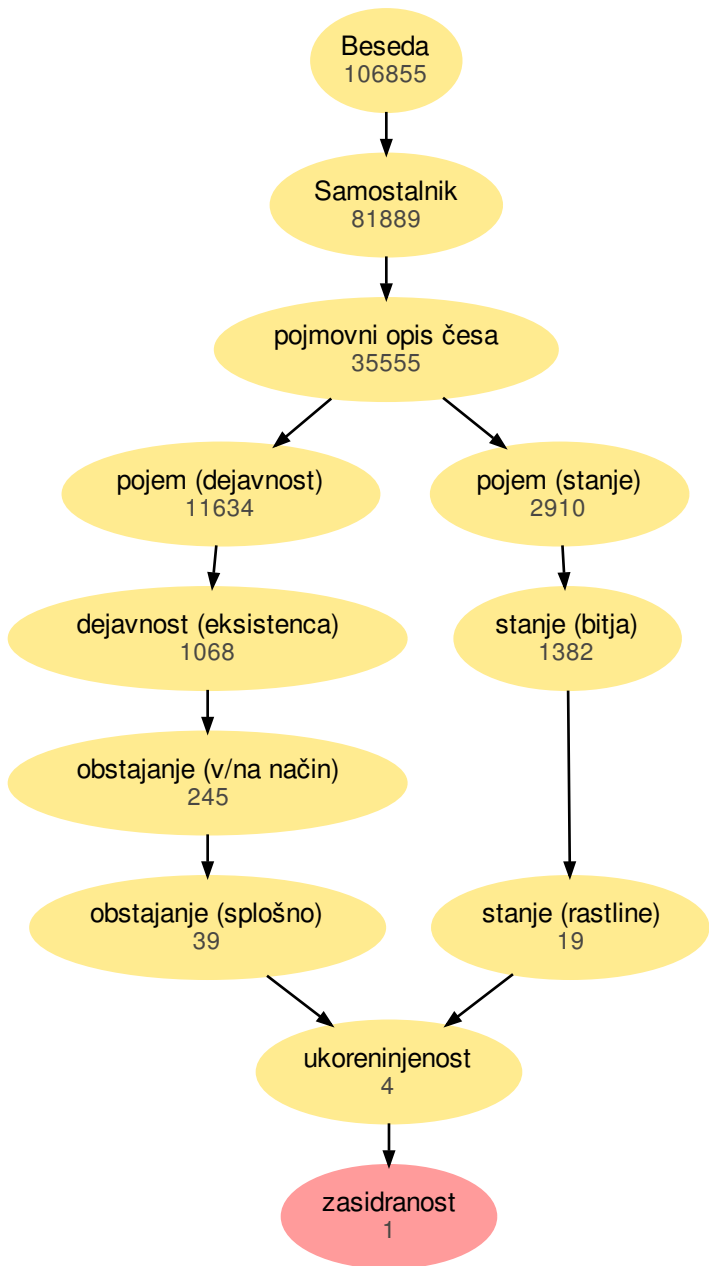 Beseda
106855
Samostalnik
81889
pojmovni opis česa
35555
pojem (dejavnost)
11634
pojem (stanje)
2910
dejavnost (eksistenca)
1068
stanje (bitja)
1382
obstajanje (v/na način)
245
obstajanje (splošno)
39
stanje (rastline)
19
ukoreninjenost
4
zasidranost
1